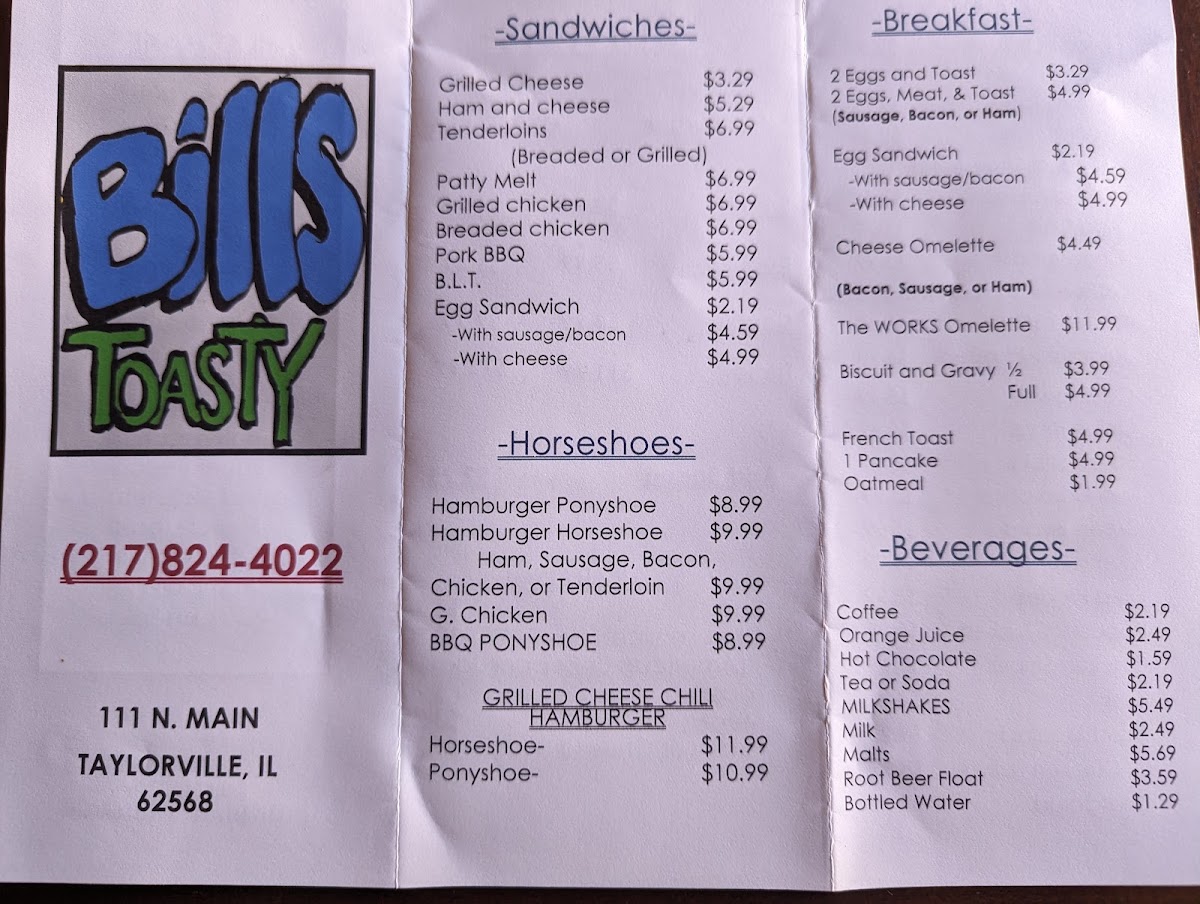 Bills
TOASTY
(217)824-4022
111 N. MAIN
TAYLORVILLE, IL
62568
-Sandwiches-
Grilled Cheese $3.29
Ham and cheese $5.29
Tenderloins $6.99
(Breaded or Grilled)
Patty Melt $6.99
Grilled chicken $6.99
Breaded chicken $6.99
Pork BBQ $5.99
B.L.T. $5.99
Egg Sandwich $2.19
-With sausage/bacon $4.59
-With cheese $4.99
-Horseshoes-
Hamburger Ponyshoe $8.99
Hamburger Horseshoe $9.99
Ham, Sausage, Bacon,
Chicken, or Tenderloin $9.99
G. Chicken $9.99
BBQ PONYSHOE $8.99
GRILLED CHEESE CHILI
HAMBURGER
Horseshoe- $11.99
Ponyshoe- $10.99
-Breakfast-
2 Eggs and Toast $3.29
2 Eggs, Meat, & Toast $4.99
(Sausage, Bacon, or Ham)
Egg Sandwich $2.19
-With sausage/bacon $4.59
-With cheese $4.99
Cheese Omelette $4.49
(Bacon, Sausage, or Ham)
The WORKS Omelette $11.99
Biscuit and Gravy ½ $3.99
Full $4.99
French Toast $4.99
1 Pancake $4.99
Oatmeal $1.99
-Beverages-
Coffee $2.19
Orange Juice $2.49
Hot Chocolate $1.59
Tea or Soda $2.19
MILKSHAKES $5.49
Milk $2.49
Malts $5.69
Root Beer Float $3.59
Bottled Water $1.29